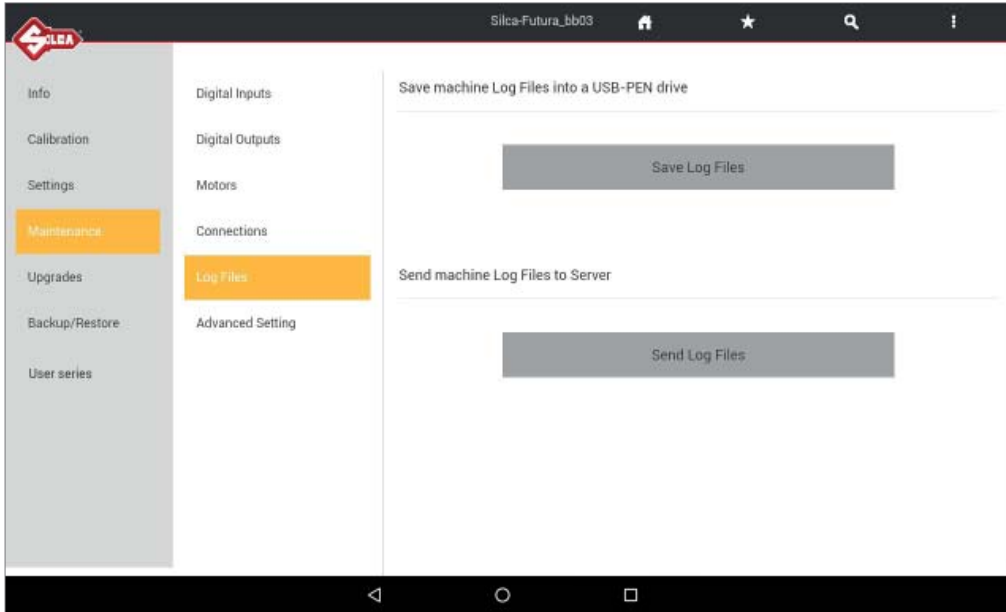 SILCA
Silca-Futura_bb03
Info
Calibration
Settings
Maintenance
Upgrades
Backup/Restore
User series
Digital Inputs
Digital Outputs
Motors
Connections
Log Files
Advanced Setting
Save machine Log Files into a USB-PEN drive
Save Log Files
Send machine Log Files to Server
Send Log Files